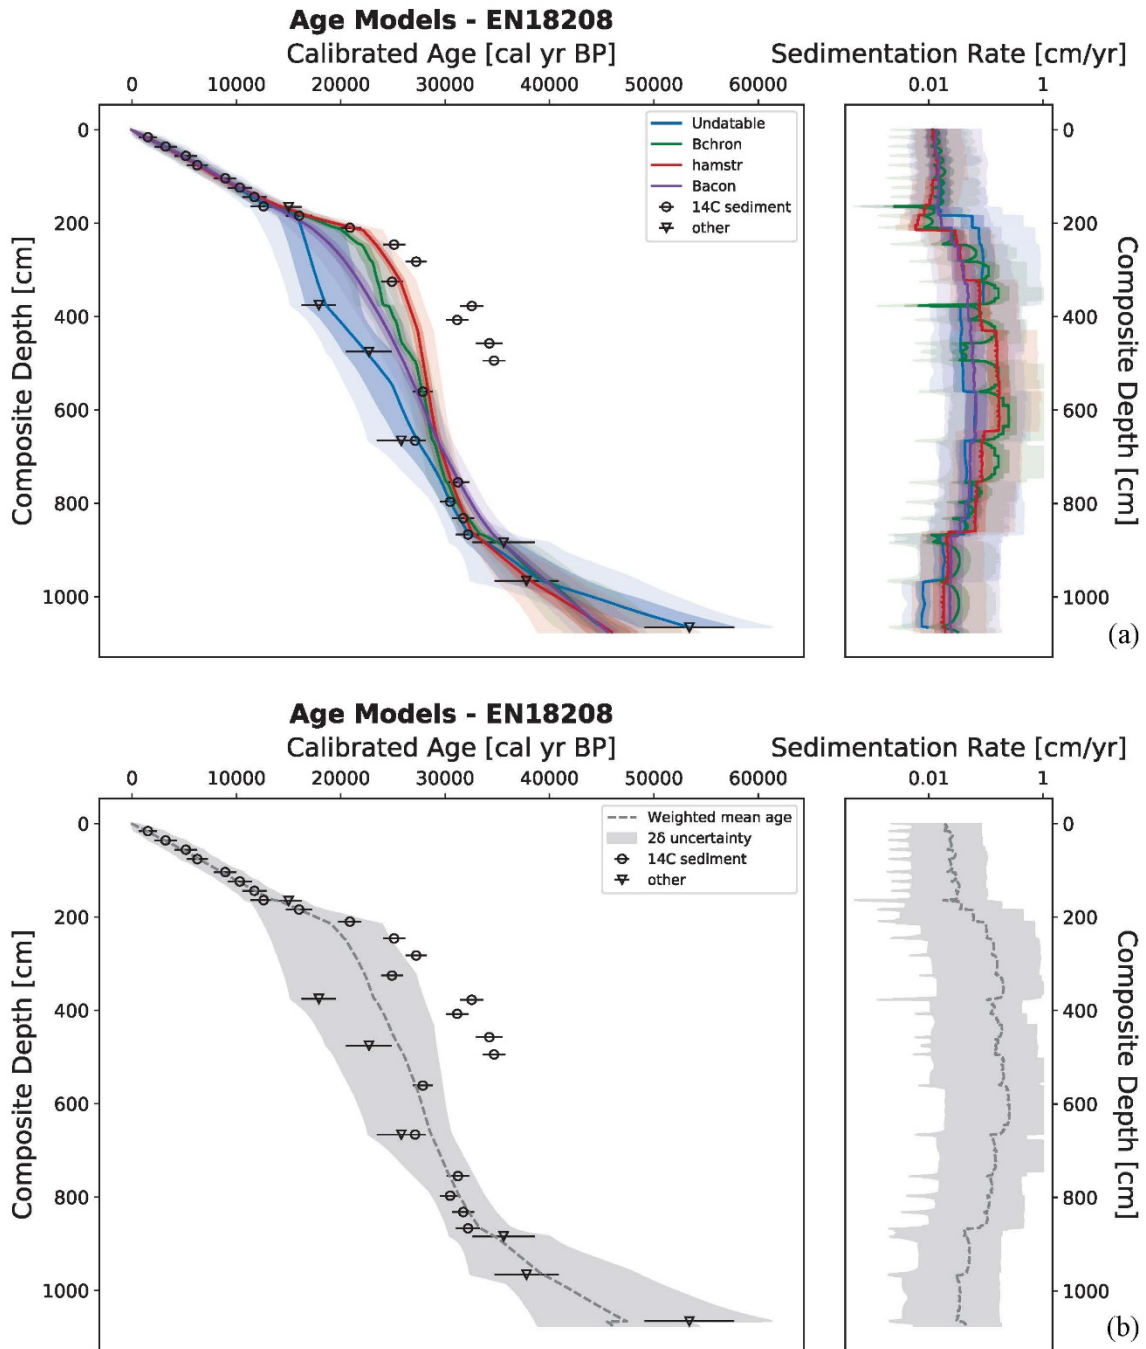 Age Models - EN18208
Calibrated Age [cal yr BP]
Sedimentation Rate [cm/yr]
0 10000 20000 30000 40000 50000 60000
0.01 1
Composite Depth [cm]
0
200
400
600
800
1000
Undatable
Bchron
hamstr
Bacon
14C sediment
other
0
200
400
600
800
1000
Composite Depth [cm]
(a)
Age Models - EN18208
Calibrated Age [cal yr BP]
Sedimentation Rate [cm/yr]
0 10000 20000 30000 40000 50000 60000
0.01 1
Composite Depth [cm]
0
200
400
600
800
1000
Weighted mean age
2δ uncertainty
14C sediment
other
0
200
400
600
800
1000
Composite Depth [cm]
(b)